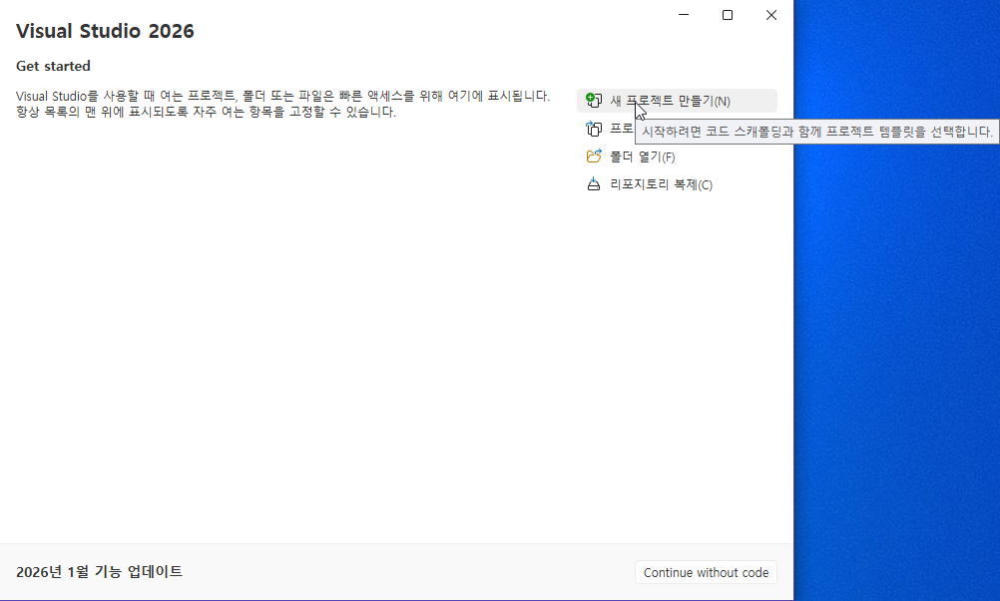 Visual Studio 2026
Get started
Visual Studio를 사용할 때 여는 프로젝트, 폴더 또는 파일은 빠른 액세스를 위해 여기에 표시됩니다.
항상 목록의 맨 위에 표시되도록 자주 여는 항목을 고정할 수 있습니다.
새 프로젝트 만들기(N)
프로
시작하려면 코드 스캐폴딩과 함께 프로젝트 템플릿을 선택합니다.
폴더 열기(F)
리포지토리 복제(C)
2026년 1월 기능 업데이트
Continue without code